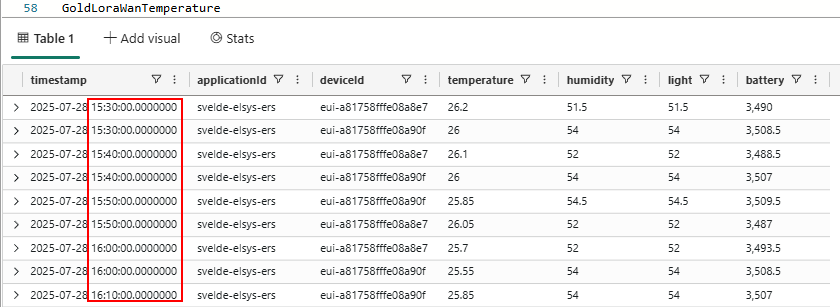 58 GoldLoraWanTemperature
Table 1 + Add visual Stats
timestamp applicationId deviceId temperature humidity light battery
2025-07-28 15:30:00.0000000 svelde-elsys-ers eui-a81758fffe08a8e7 26.2 51.5 51.5 3,490
2025-07-28 15:30:00.0000000 svelde-elsys-ers eui-a81758fffe08a90f 26 54 54 3,508.5
2025-07-28 15:40:00.0000000 svelde-elsys-ers eui-a81758fffe08a8e7 26.1 52 52 3,488.5
2025-07-28 15:40:00.0000000 svelde-elsys-ers eui-a81758fffe08a90f 26 54 54 3,507
2025-07-28 15:50:00.0000000 svelde-elsys-ers eui-a81758fffe08a90f 25.85 54.5 54.5 3,509.5
2025-07-28 15:50:00.0000000 svelde-elsys-ers eui-a81758fffe08a8e7 26.05 52 52 3,487
2025-07-28 16:00:00.0000000 svelde-elsys-ers eui-a81758fffe08a8e7 25.7 52 52 3,493.5
2025-07-28 16:00:00.0000000 svelde-elsys-ers eui-a81758fffe08a90f 25.55 54 54 3,508.5
2025-07-28 16:10:00.0000000 svelde-elsys-ers eui-a81758fffe08a90f 25.85 54 54 3,507